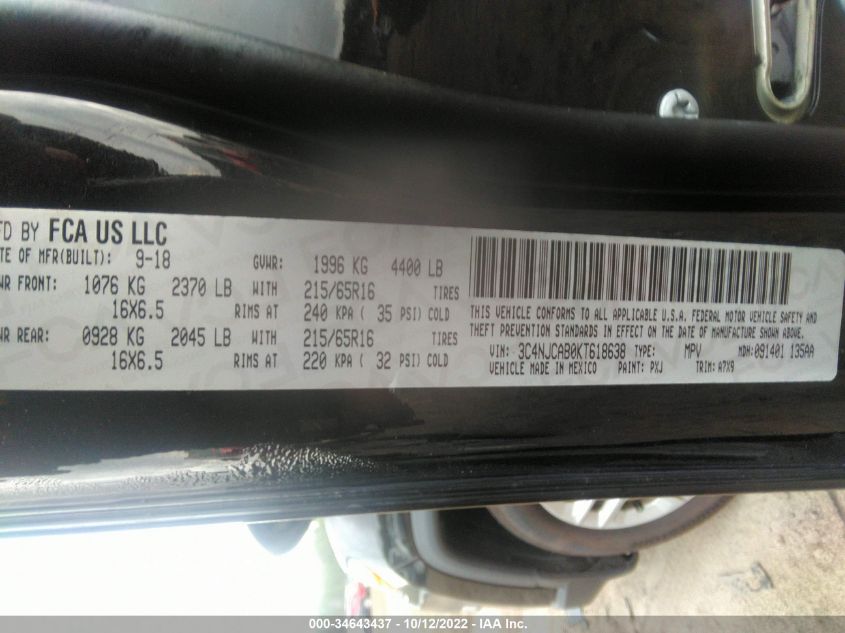 FD BY FCA US LLC
TE OF MFR(BUILT): 9-18 GVWR: 1996 KG 4400 LB
WR FRONT: 1076 KG 2370 LB WITH 215/65R16 TIRES
16X6.5 RIMS AT 240 KPA ( 35 PSI) COLD
WR REAR: 0928 KG 2045 LB WITH 215/65R16 TIRES
16X6.5 RIMS AT 220 KPA ( 32 PSI) COLD
THIS VEHICLE CONFORMS TO ALL APPLICABLE U.S.A. FEDERAL MOTOR VEHICLE SAFETY AND
THEFT PREVENTION STANDARDS IN EFFECT ON THE DATE OF MANUFACTURE SHOWN ABOVE.
VIN: 3C4NJCAB0KT618638 TYPE: MPV MDH: 091401 135AA
VEHICLE MADE IN MEXICO PAINT: PXJ TRIM: A7X9
000-34643437 - 10/12/2022 - IAA Inc.